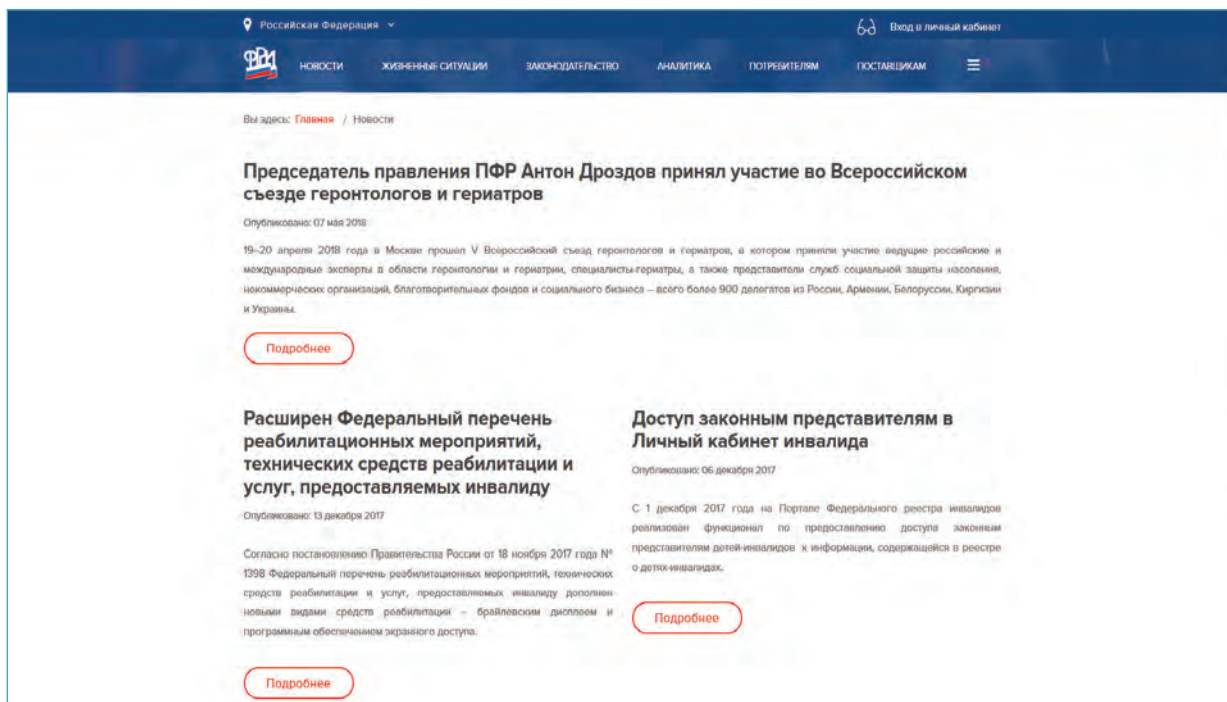 Российская Федерация
Вход в личный кабинет
ФРИ
НОВОСТИ
ЖИЗНЕННЫЕ СИТУАЦИИ
ЗАКОНОДАТЕЛЬСТВО
АНАЛИТИКА
ПОТРЕБИТЕЛЯМ
ПОСТАВЩИКАМ
Вы здесь: Главная / Новости
Председатель правления ПФР Антон Дроздов принял участие во Всероссийском
съезде геронтологов и гериатров
Опубликовано: 07 мая 2018
19–20 апреля 2018 года в Москве прошел V Всероссийский съезд геронтологов и гериатров, в котором приняли участие ведущие российские и
международные эксперты в области геронтологии и гериатрии, специалисты-гериатры, а также представители служб социальной защиты населения,
некоммерческих организаций, благотворительных фондов и социального бизнеса – всего более 900 делегатов из России, Армении, Белоруссии, Киргизии
и Украины.
Подробнее
Расширен Федеральный перечень
реабилитационных мероприятий,
технических средств реабилитации и
услуг, предоставляемых инвалиду
Опубликовано: 13 декабря 2017
Согласно постановлению Правительства России от 18 ноября 2017 года №
1398 Федеральный перечень реабилитационных мероприятий, технических
средств реабилитации и услуг, предоставляемых инвалиду дополнен
новыми видами средств реабилитации – брайлевским дисплеем и
программным обеспечением экранного доступа.
Подробнее
Доступ законным представителям в
Личный кабинет инвалида
Опубликовано: 06 декабря 2017
С 1 декабря 2017 года на Портале Федерального реестра инвалидов
реализован функционал по предоставлению доступа законным
представителям детей-инвалидов к информации, содержащейся в реестре
о детях-инвалидах.
Подробнее